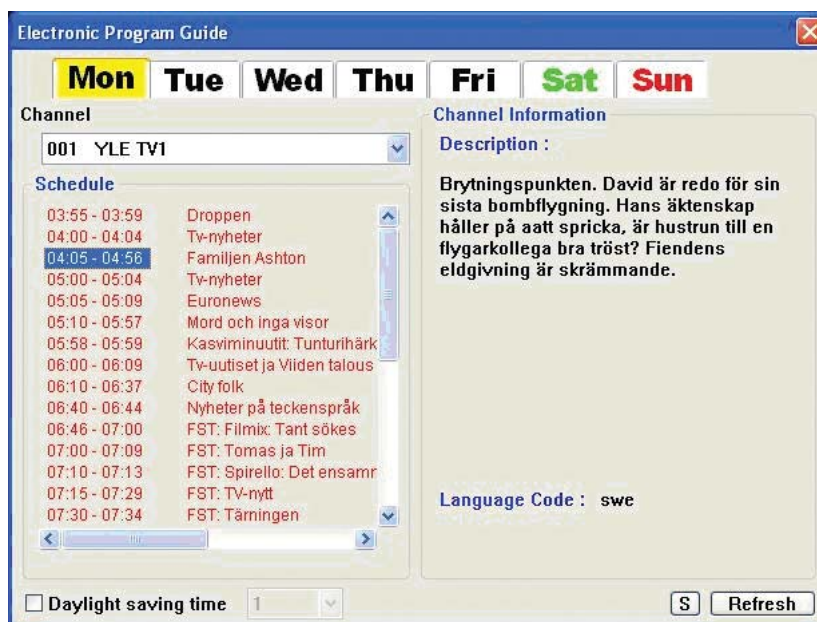 Electronic Program Guide
Mon Tue Wed Thu Fri Sat Sun
Channel
001 YLE TV1
Schedule
03:55 - 03:59 Droppen
04:00 - 04:04 Tv-nyheter
04:05 - 04:56 Familjen Ashton
05:00 - 05:04 Tv-nyheter
05:05 - 05:09 Euronews
05:10 - 05:57 Mord och inga visor
05:58 - 05:59 Kasviminuutit: Tunturihärk
06:00 - 06:09 Tv-uutiset ja Viiden talous
06:10 - 06:37 City folk
06:40 - 06:44 Nyheter på teckenspråk
06:46 - 07:00 FST: Filmix: Tant sökes
07:00 - 07:09 FST: Tomas ja Tim
07:10 - 07:13 FST: Spirello: Det ensamr
07:15 - 07:29 FST: TV-nytt
07:30 - 07:34 FST: Tärningen
Channel Information
Description :
Brytningspunkten. David är redo för sin
sista bombflygning. Hans äktenskap
håller på aatt spricka, är hustrun till en
flygarkollega bra tröst? Fiendens
eldgivning är skrämmande.
Language Code : swe
Daylight saving time 1
S Refresh